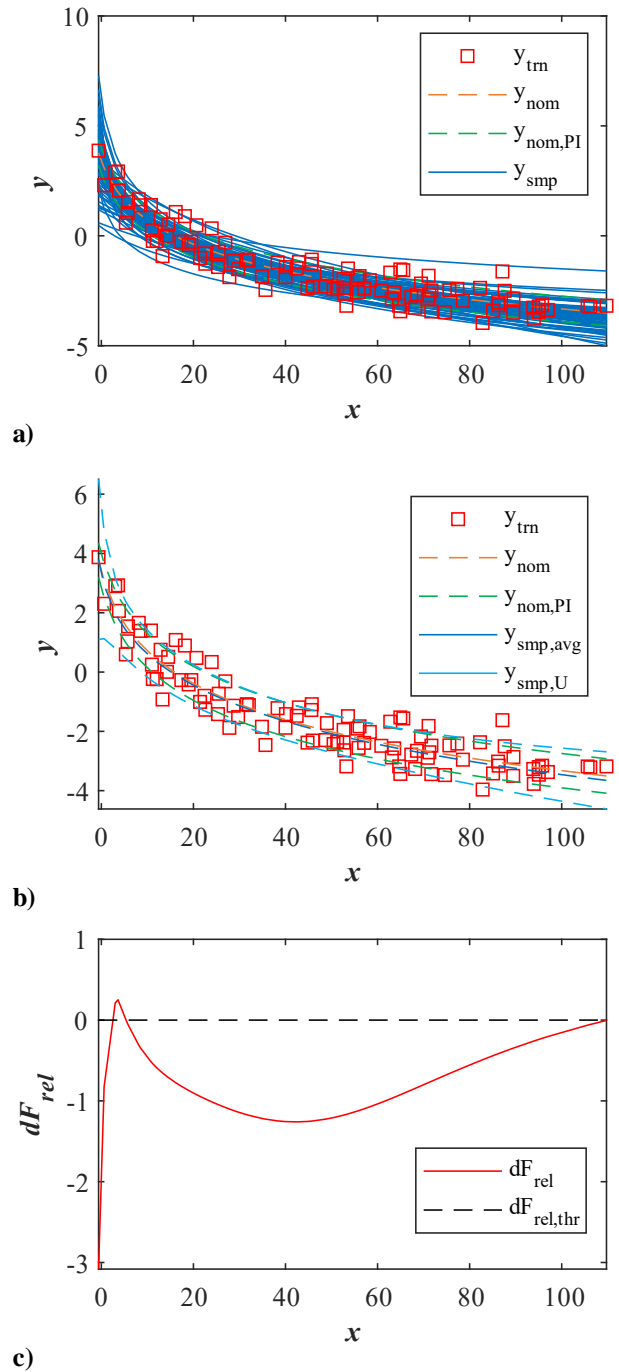 10
5
0
-5
y
0 20 40 60 80 100
x
y_trn
y_nom
y_nom,PI
y_smp
a)
6
4
2
0
-2
-4
y
0 20 40 60 80 100
x
y_trn
y_nom
y_nom,PI
y_smp,avg
y_smp,U
b)
1
0
-1
-2
-3
dF_rel
0 20 40 60 80 100
x
dF_rel
dF_rel,thr
c)